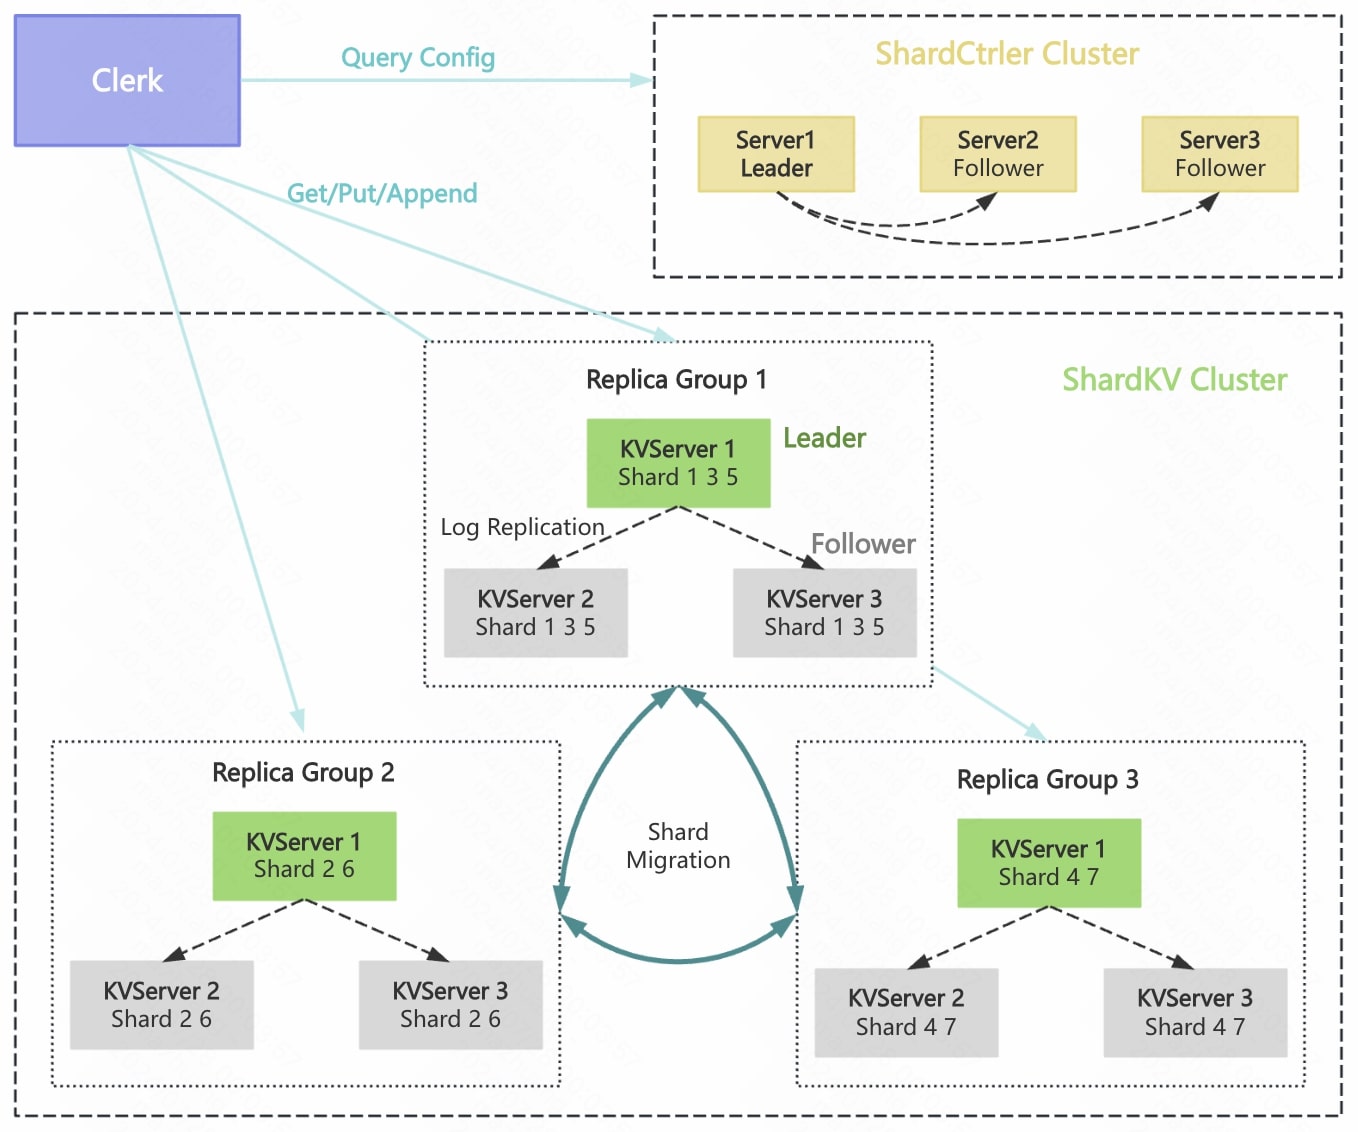 Clerk
Query Config
ShardCtrler Cluster
Server1
Leader
Server2
Follower
Server3
Follower
Get/Put/Append
ShardKV Cluster
Replica Group 1
KVServer 1
Shard 1 3 5
Leader
Log Replication
Follower
KVServer 2
Shard 1 3 5
KVServer 3
Shard 1 3 5
Shard
Migration
Replica Group 2
KVServer 1
Shard 2 6
KVServer 2
Shard 2 6
KVServer 3
Shard 2 6
Replica Group 3
KVServer 1
Shard 4 7
KVServer 2
Shard 4 7
KVServer 3
Shard 4 7